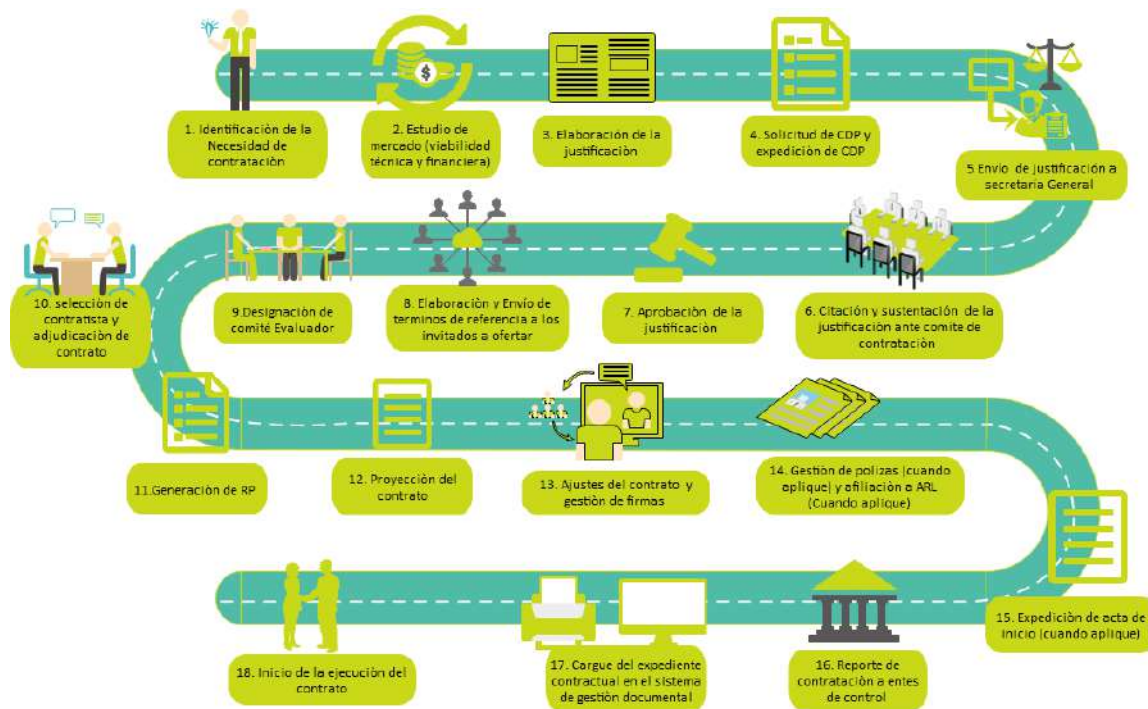 1. Identificación de la
Necesidad de
contratación
2. Estudio de
mercado (viabilidad
técnica y financiera)
3. Elaboración de la
justificación
4. Solicitud de CDP y
expedición de CDP
5 Envío de justificación a
secretaria General
6. Citación y sustentación de la
justificación ante comite de
contratación
7. Aprobación de la
justificación
8. Elaboración y Envío de
terminos de referencia a los
invitados a ofertar
9.Designación de
comité Evaluador
10. selección de
contratista y
adjudicación de
contrato
11.Generación de RP
12. Proyección del
contrato
13. Ajustes del contrato y
gestión de firmas
14. Gestión de polizas (cuando
aplique) y afiliación a ARL
(Cuando aplique)
15. Expedición de acta de
inicio (cuando aplique)
16. Reporte de
contratación a entes
de control
17. Cargue del expediente
contractual en el sistema
de gestión documental
18. Inicio de la ejecución del
contrato